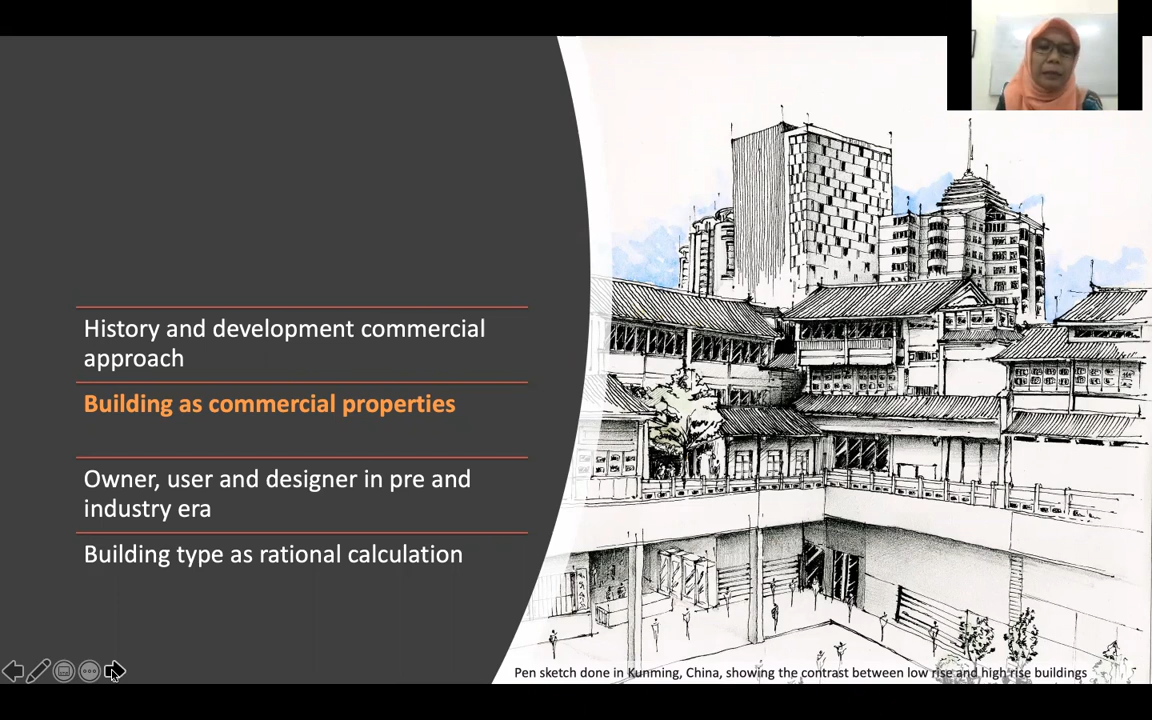 History and development commercial
approach
Building as commercial properties
Owner, user and designer in pre and
industry era
Building type as rational calculation
Pen sketch done in Kunming, China, showing the contrast between low rise and high rise buildings